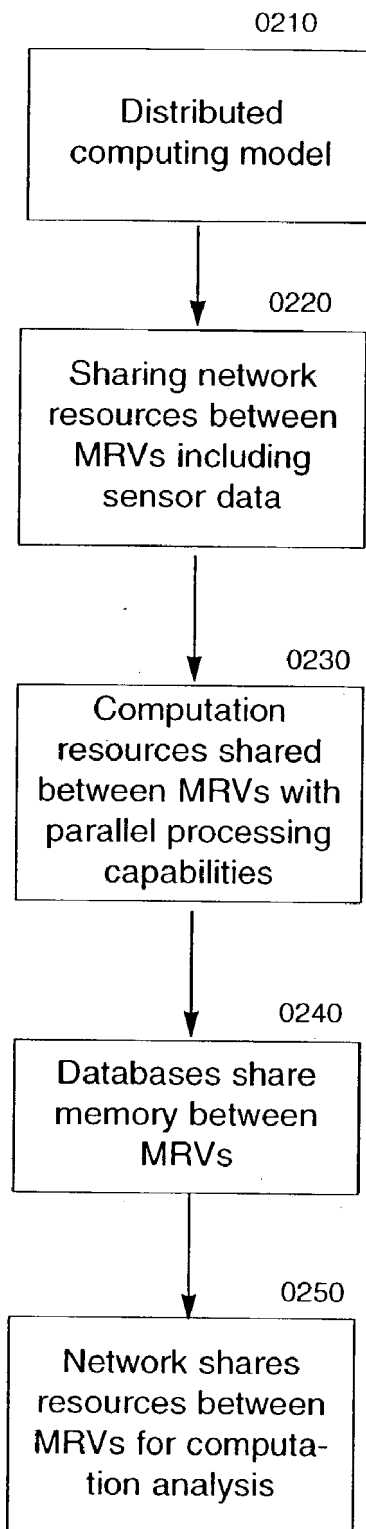 0210
Distributed
computing model
0220
Sharing network
resources between
MRVs including
sensor data
0230
Computation
resources shared
between MRVs with
parallel processing
capabilities
0240
Databases share
memory between
MRVs
0250
Network shares
resources between
MRVs for computa-
tion analysis